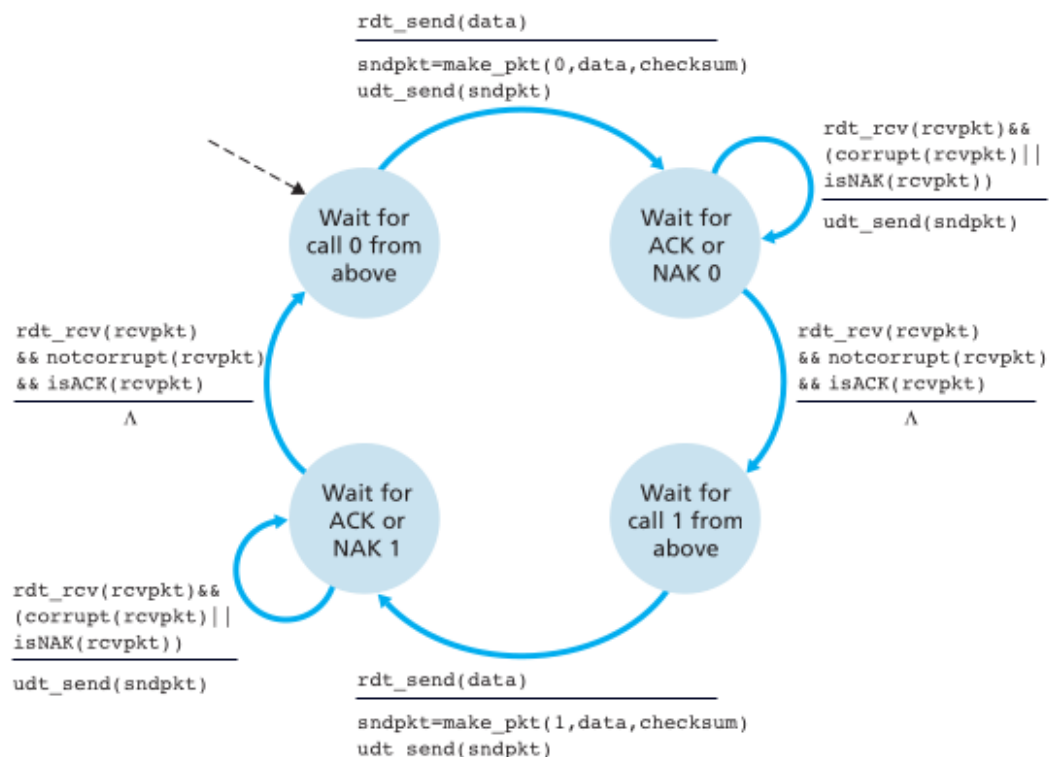 rdt_send(data)
sndpkt=make_pkt(0,data,checksum)
udt_send(sndpkt)
rdt_rcv(rcvpkt)&&
(corrupt(rcvpkt)||
isNAK(rcvpkt))
udt_send(sndpkt)
Wait for
call 0 from
above
Wait for
ACK or
NAK 0
rdt_rcv(rcvpkt)
&& notcorrupt(rcvpkt)
&& isACK(rcvpkt)
Λ
rdt_rcv(rcvpkt)
&& notcorrupt(rcvpkt)
&& isACK(rcvpkt)
Λ
Wait for
ACK or
NAK 1
Wait for
call 1 from
above
rdt_rcv(rcvpkt)&&
(corrupt(rcvpkt)||
isNAK(rcvpkt))
udt_send(sndpkt)
rdt_send(data)
sndpkt=make_pkt(1,data,checksum)
udt_send(sndpkt)